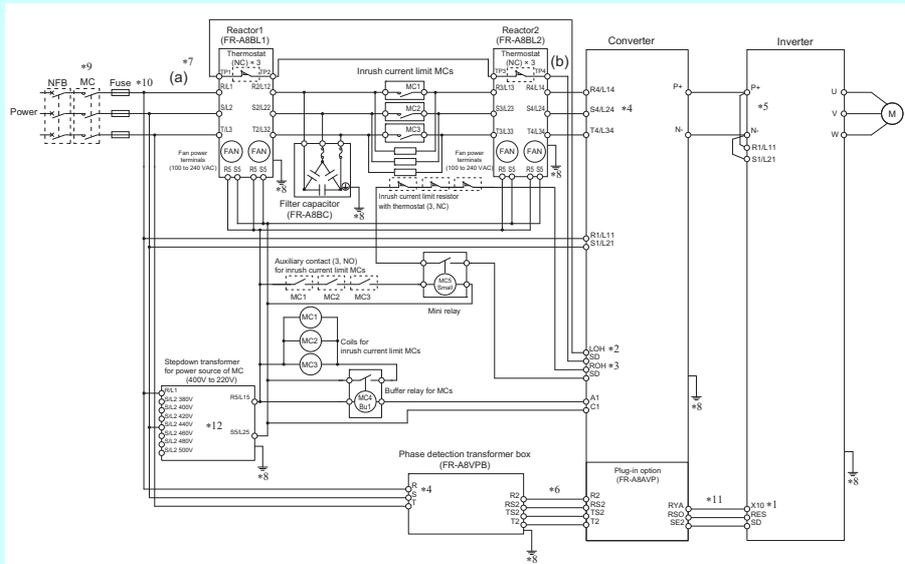 Reactor1
(FR-A8BL1)
Reactor2
(FR-A8BL2)
Converter
Inverter
*9
*7
Thermostat
(NC) × 3
TP1
TP2
Thermostat
(NC) × 3
TP3
TP4
(b)
NFB
MC
Fuse
*10
(a)
Inrush current limit MCs
MC1
MC2
MC3
Power
R/L1
R2/L12
S/L2
S2/L22
T/L3
T2/L32
R3/L13
R4/L14
S3/L23
S4/L24
T3/L33
T4/L34
R4/L14
S4/L24
*4
T4/L34
P+
N-
P+
*5
N-
R1/L11
S1/L21
U
V
W
M
Fan power
terminals
(100 to 240 VAC)
FAN
FAN
R5 S5
R5 S5
*8
Filter capacitor
(FR-A8BC)
*8
Fan power
terminals
(100 to 240 VAC)
FAN
FAN
R5 S5
R5 S5
*8
Inrush current limit resistor
with thermostat (3, NC)
R1/L11
S1/L21
Auxiliary contact (3, NO)
for inrush current limit MCs
MC1
MC2
MC3
MC5
Small
Mini relay
MC1
MC2
MC3
Coils for
inrush current limit MCs
LOH
*2
SD
ROH
*3
SD
Stepdown transformer
for power source of MC
(400V to 220V)
R/L1
S/L2 380V
S/L2 400V
S/L2 420V
S/L2 440V
S/L2 460V
S/L2 480V
S/L2 500V
*12
R5/L15
S5/L25
*8
Buffer relay for MCs
MC4
Bu1
A1
C1
*8
*8
Phase detection transformer box
(FR-A8VPB)
R
S
T
*4
R2
RS2
TS2
T2
*6
*8
Plug-in option
(FR-A8AVP)
R2
RS2
TS2
T2
RYA
RSO
SE2
*11
X10
*1
RES
SD